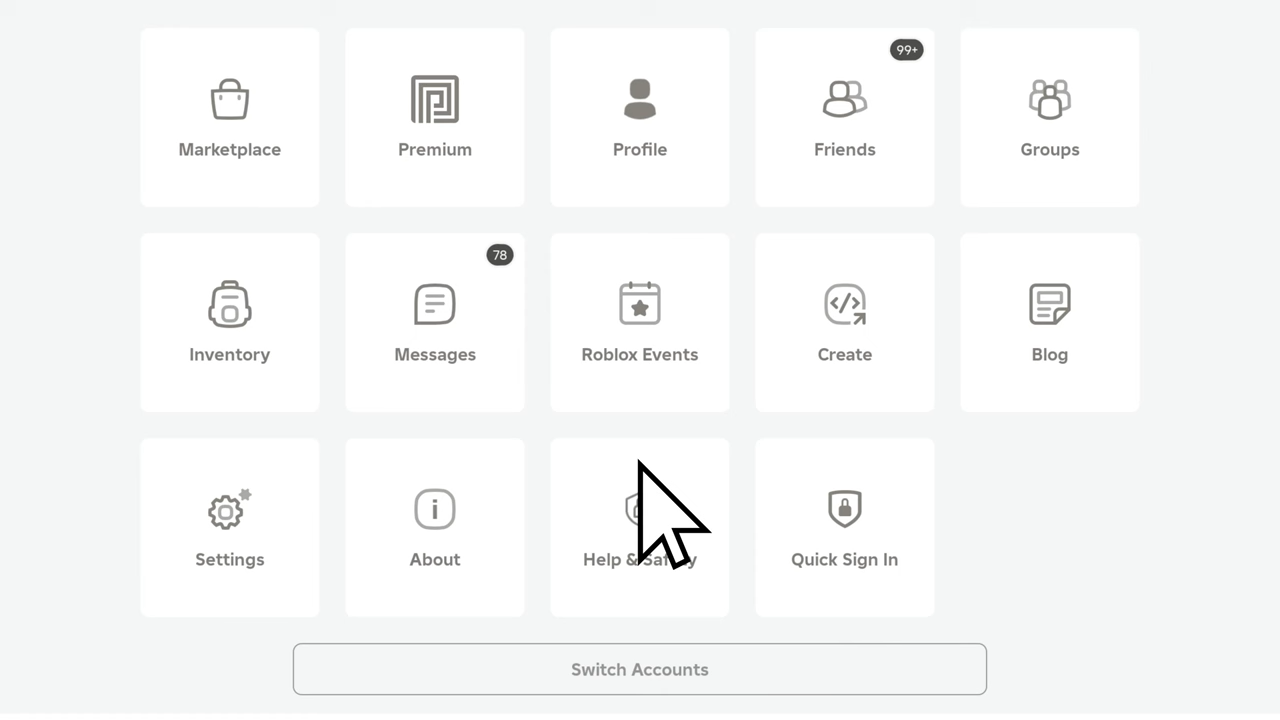 99+
Marketplace
Premium
Profile
Friends
Groups
78
Inventory
Messages
Roblox Events
Create
Blog
Settings
About
Help &
Quick Sign In
Switch Accounts